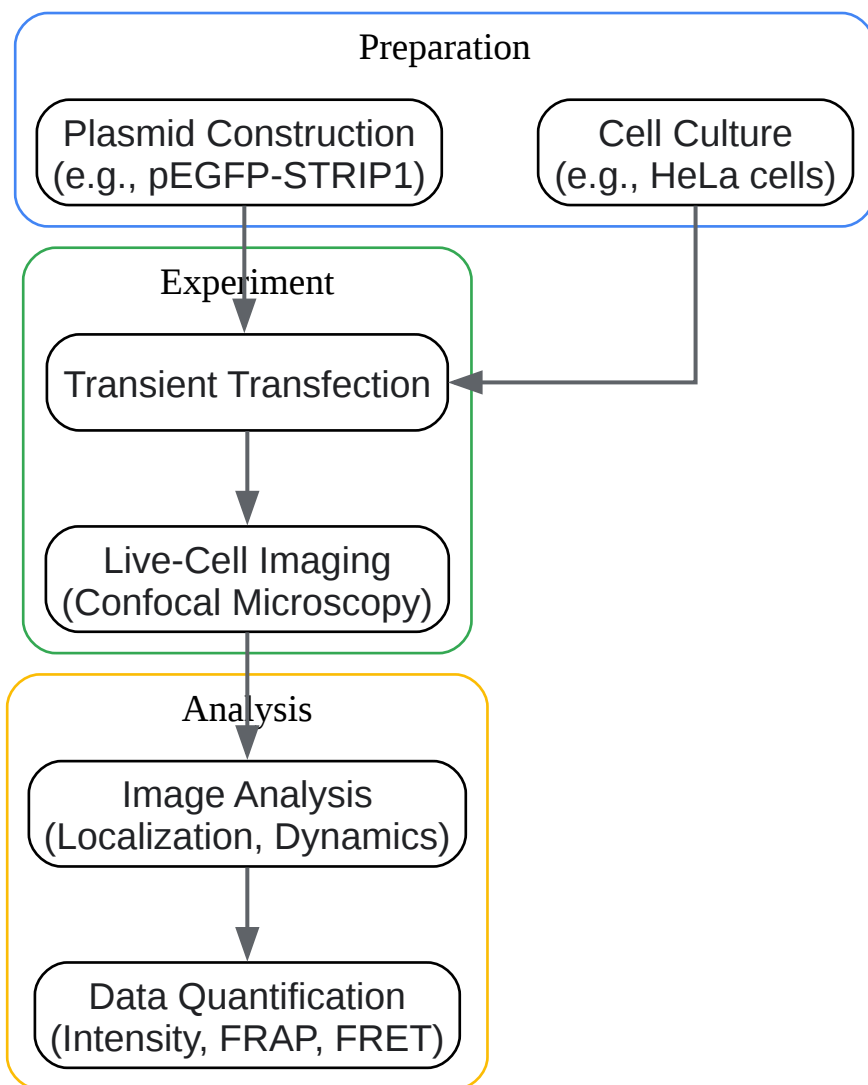 Preparation
Plasmid Construction
(e.g., pEGFP-STRIP1)
Cell Culture
(e.g., HeLa cells)
Experiment
Transient Transfection
Live-Cell Imaging
(Confocal Microscopy)
Analysis
Image Analysis
(Localization, Dynamics)
Data Quantification
(Intensity, FRAP, FRET)